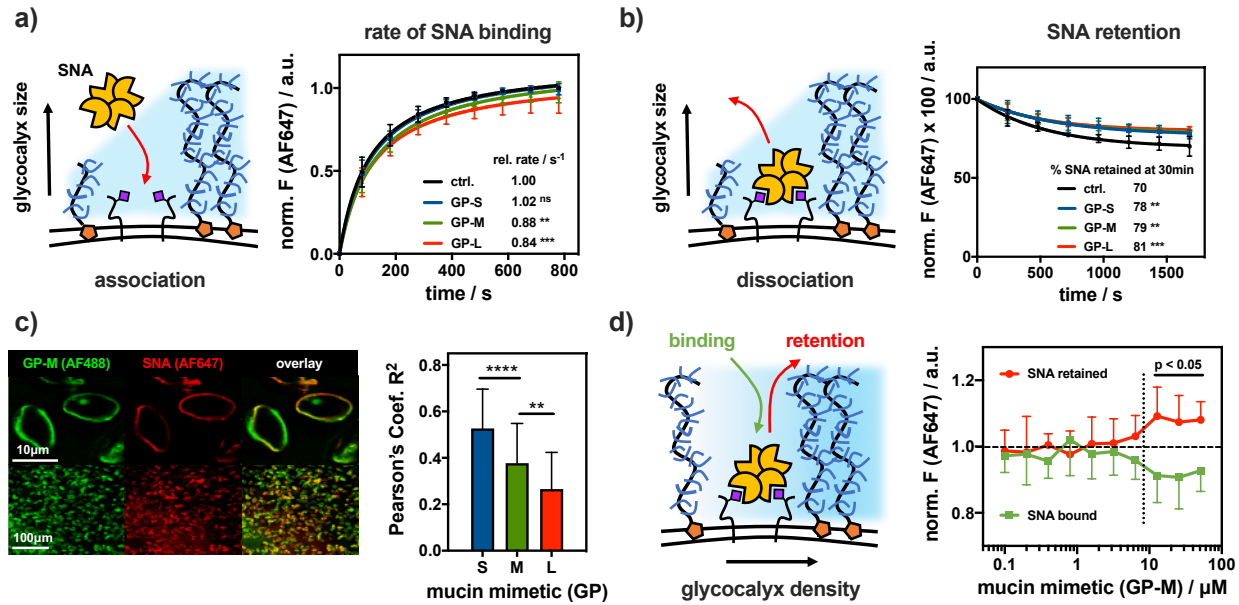 a)
rate of SNA binding
SNA
glycocalyx size
association
norm. F (AF647) / a.u.
1.0
0.5
0.0
rel. rate / s⁻¹
ctrl. 1.00
GP-S 1.02 ns
GP-M 0.88 **
GP-L 0.84 ***
0 200 400 600 800
time / s
b)
SNA retention
glycocalyx size
dissociation
norm. F (AF647) x 100 / a.u.
100
50
0
% SNA retained at 30min
ctrl. 70
GP-S 78 **
GP-M 79 **
GP-L 81 ***
0 500 1000 1500
time / s
c)
GP-M (AF488) SNA (AF647) overlay
10µm
100µm
Pearson's Coef. R²
0.8
0.6
0.4
0.2
0.0
****
**
S M L
mucin mimetic (GP)
d)
binding retention
glycocalyx density
norm. F (AF647) / a.u.
1.2
1.0
0.8
p < 0.05
SNA retained
SNA bound
0.1 1 10 100
mucin mimetic (GP-M) / µM